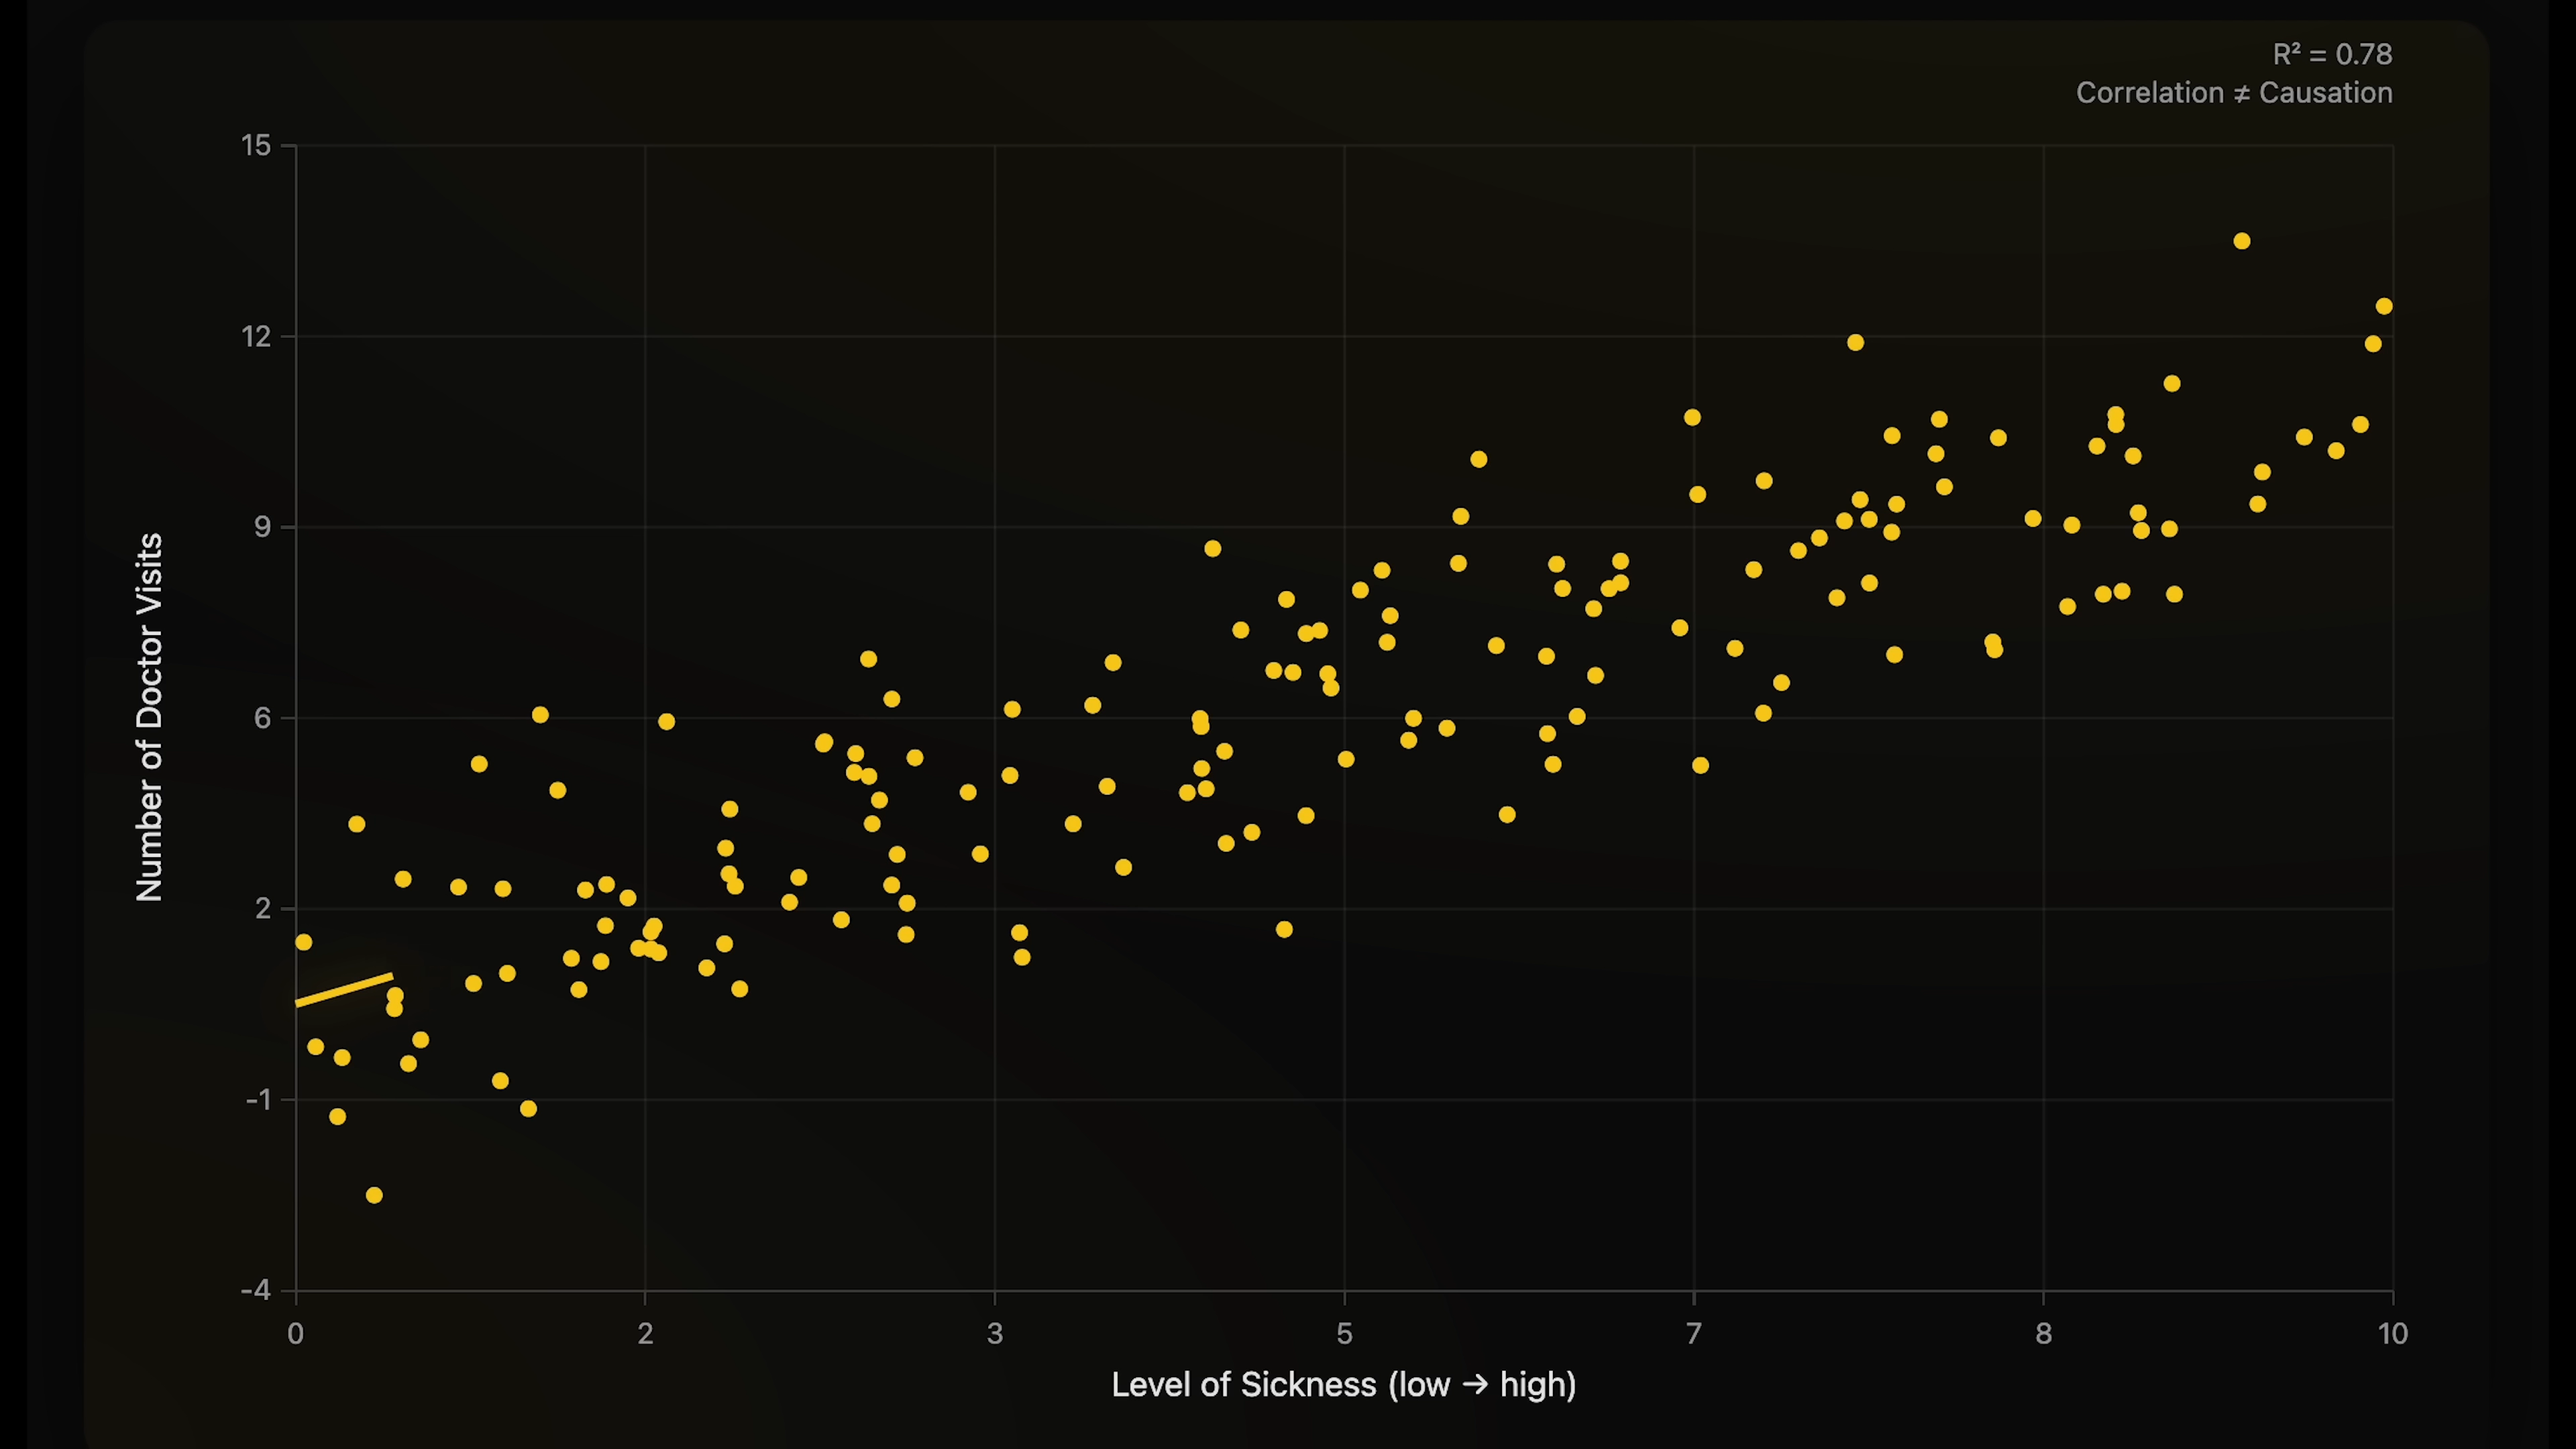 R² = 0.78
Correlation ≠ Causation
15
12
9
6
2
-1
-4
Number of Doctor Visits
0 2 3 5 7 8 10
Level of Sickness (low → high)